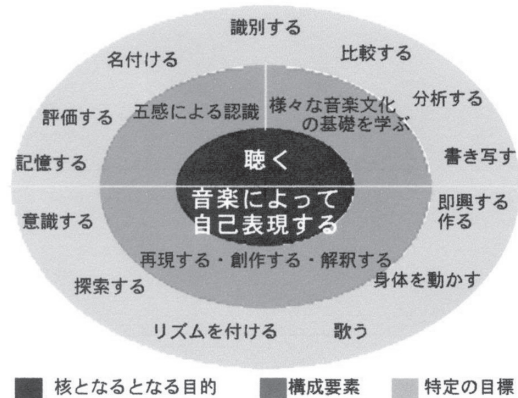 識別する
名付ける
比較する
評価する
五感による認識
様々な音楽文化
の基礎を学ぶ
分析する
記憶する
聴く
書き写す
意識する
音楽によって
自己表現する
即興する
作る
再現する・創作する・解釈する
探索する
身体を動かす
リズムを付ける
歌う
核となるとなる目的
構成要素
特定の目標